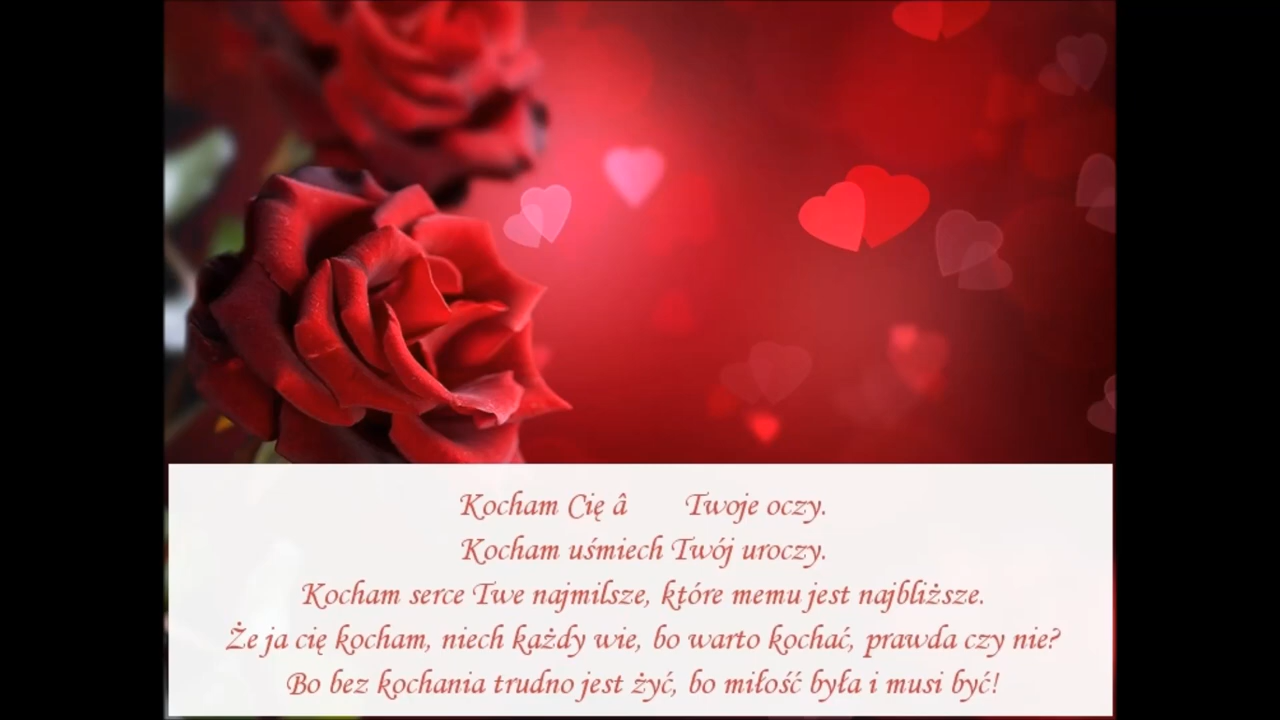 Kocham Cię â Twoje oczy.
Kocham uśmiech Twój uroczy.
Kocham serce Twe najmilsze, które memu jest najbliższe.
Że ja cię kocham, niech każdy wie, bo warto kochać, prawda czy nie?
Bo bez kochania trudno jest żyć, bo miłość była i musi być!